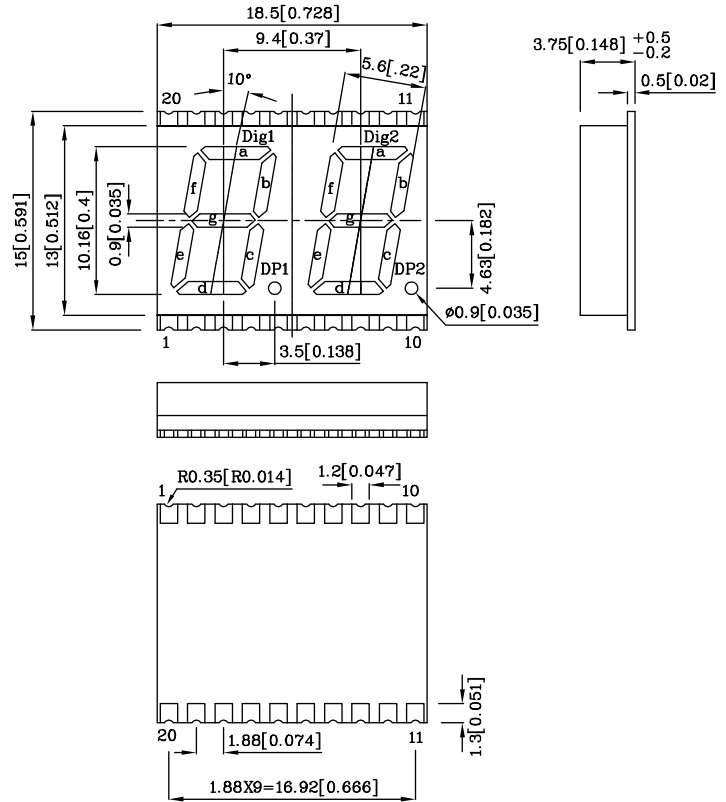 18.5[0.728]
9.4[0.37]
3.75[0.148] +0.5
-0.2
5.6[.22]
10°
0.5[0.02]
20
11
Dig1
Dig2
a
a
f
b
f
b
15[0.591]
13[0.512]
10.16[0.4]
0.9[0.035]
g
g
4.63[0.182]
e
c
e
c
DP1
DP2
d
d
ø0.9[0.035]
1
10
3.5[0.138]
R0.35[R0.014]
1.2[0.047]
1
10
1.3[0.051]
20
1.88[0.074]
11
1.88X9=16.92[0.666]